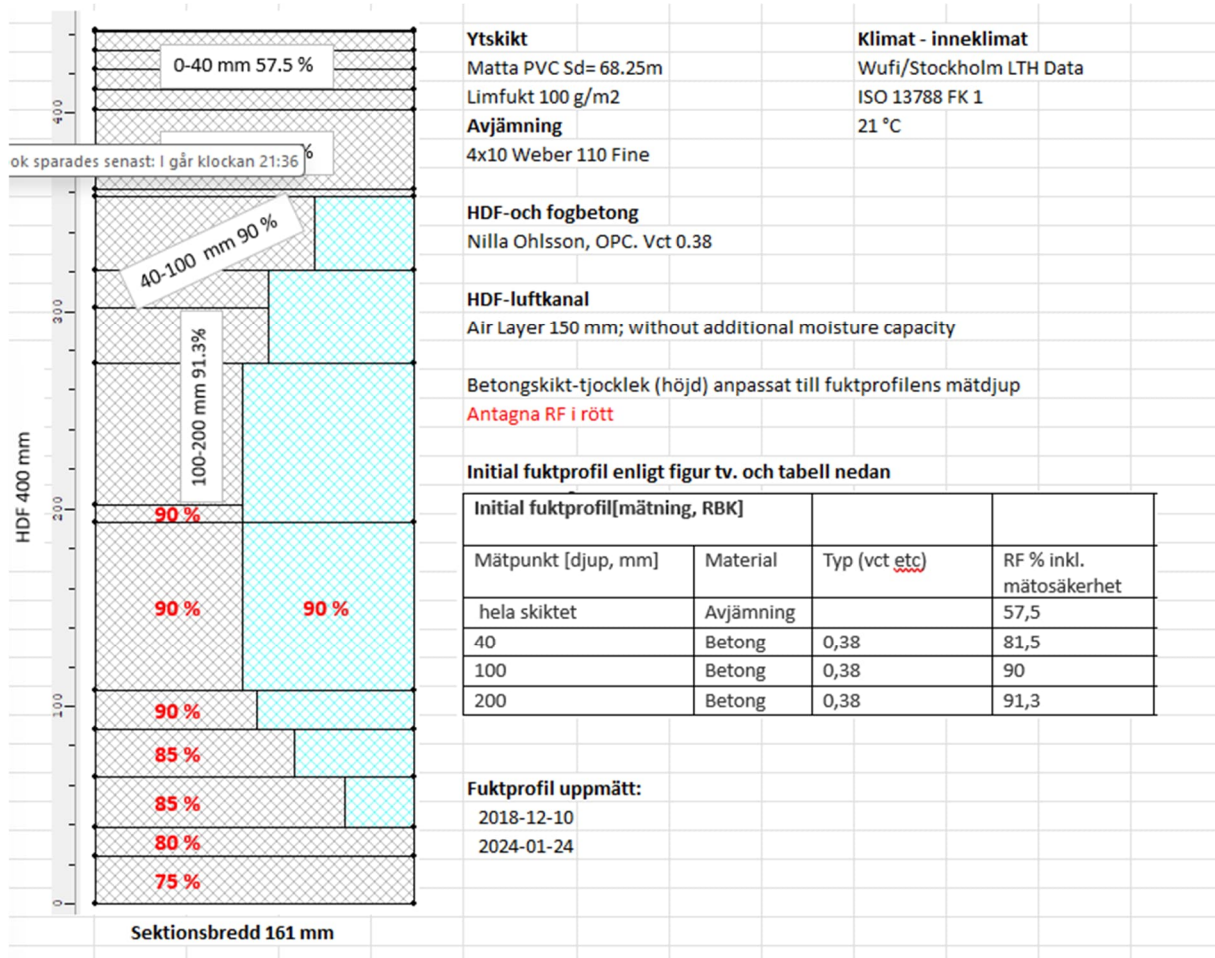 0-40 mm 57.5 %
%
ok sparades senast: I går klockan 21:36
40-100 mm 90 %
100-200 mm 91.3%
90 %
90 %
90 %
90 %
85 %
85 %
80 %
75 %
HDF 400 mm
400
300
200
100
0
Sektionsbredd 161 mm
Ytskikt
Matta PVC Sd= 68.25m
Limfukt 100 g/m2
Avjämning
4x10 Weber 110 Fine
Klimat - inneklimat
Wufi/Stockholm LTH Data
ISO 13788 FK 1
21 °C
HDF-och fogbetong
Nilla Ohlsson, OPC. Vct 0.38
HDF-luftkanal
Air Layer 150 mm; without additional moisture capacity
Betongskikt-tjocklek (höjd) anpassat till fuktprofilens mätdjup
Antagna RF i rött
Initial fuktprofil enligt figur tv. och tabell nedan
Initial fuktprofil[mätning, RBK]
Mätpunkt [djup, mm] Material Typ (vct etc) RF % inkl.
mätosäkerhet
hela skiktet Avjämning 57,5
40 Betong 0,38 81,5
100 Betong 0,38 90
200 Betong 0,38 91,3
Fuktprofil uppmätt:
2018-12-10
2024-01-24